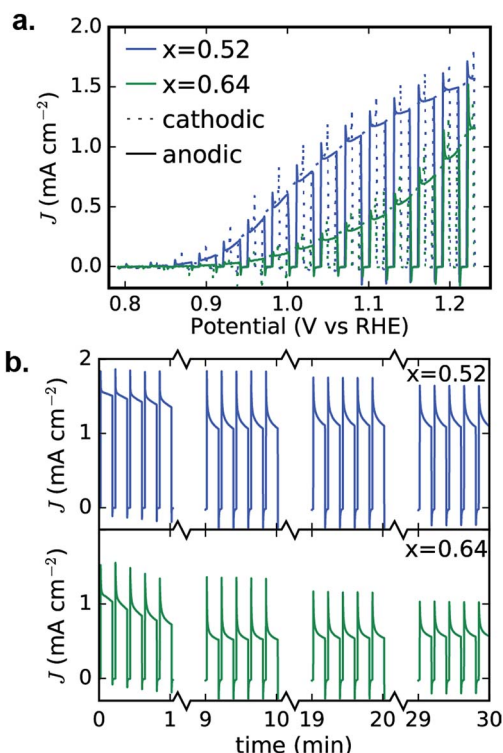 a.
2.0
1.5
1.0
0.5
0.0
J (mA cm⁻²)
x=0.52
x=0.64
cathodic
anodic
0.8 0.9 1.0 1.1 1.2
Potential (V vs RHE)
b.
2
1
0
J (mA cm⁻²)
x=0.52
1
0
J (mA cm⁻²)
x=0.64
0 1 9 10 19 20 29 30
time (min)